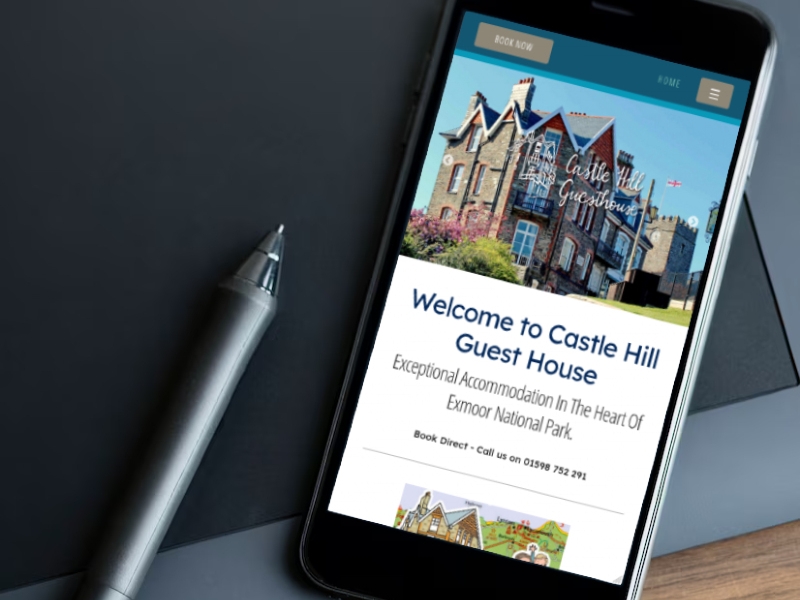 BOOK NOW
HOME
Castle Hill
Guesthouse
Welcome to Castle Hill
Guest House
Exceptional Accommodation In The Heart Of
Exmoor National Park.
Book Direct - Call us on 01598 752 291